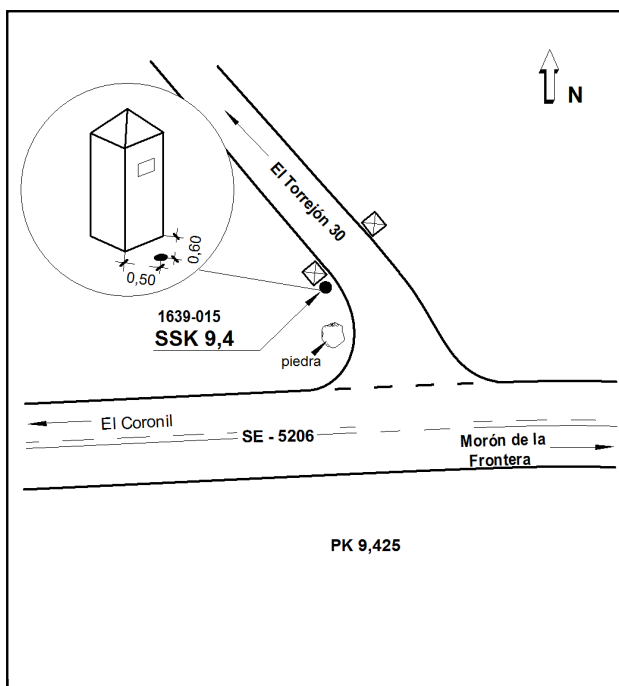 N
El Torrejón 30
0,60
0,50
1639-015
SSK 9,4
piedra
El Coronil
SE - 5206
Morón de la
Frontera
PK 9,425